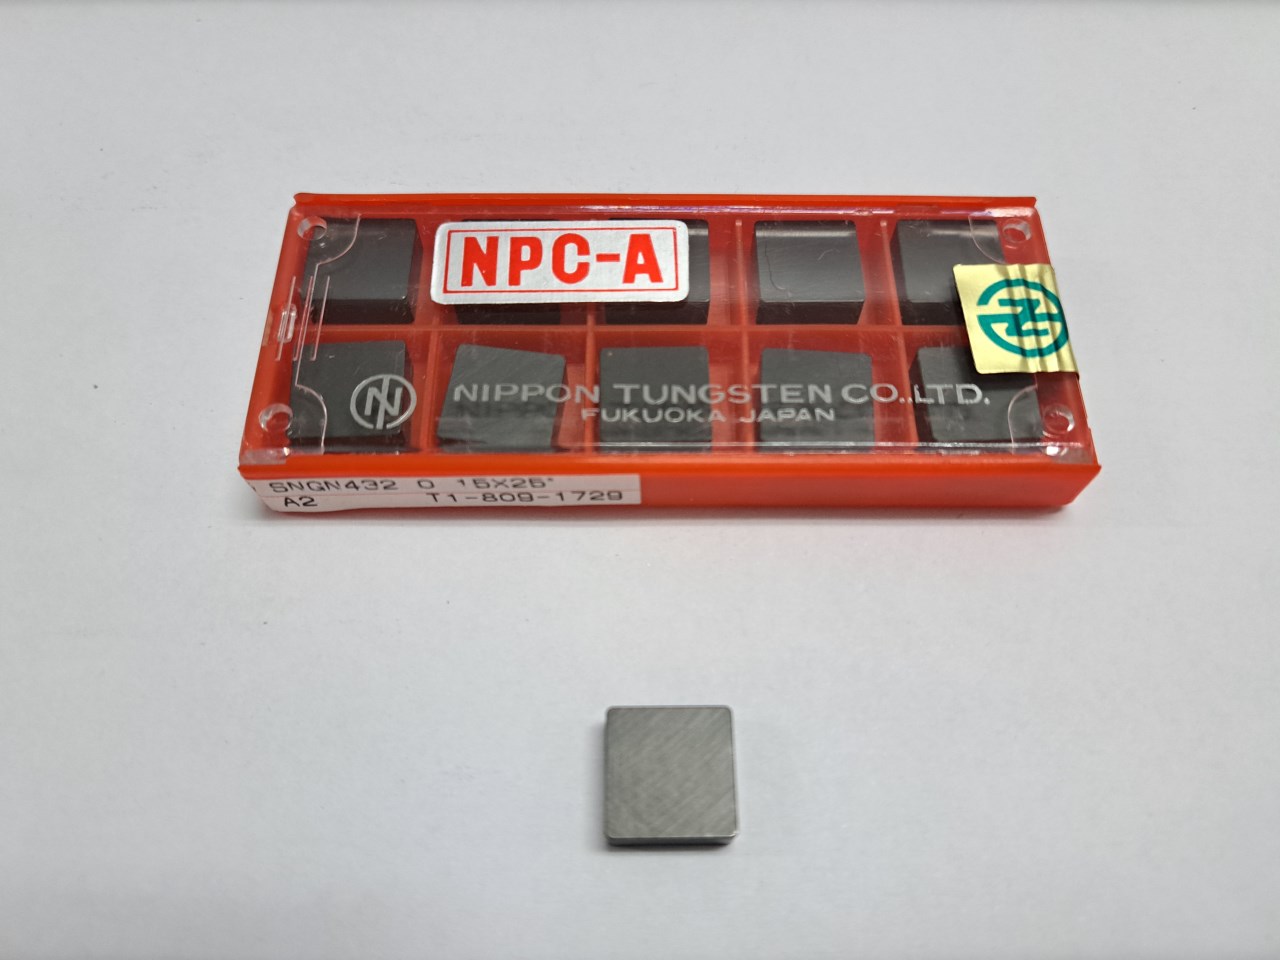 NPC-A
NIPPON TUNGSTEN CO.,LTD.
FUKUOKA JAPAN
SNGN432 0 15X25°
A2 T1-809-1729